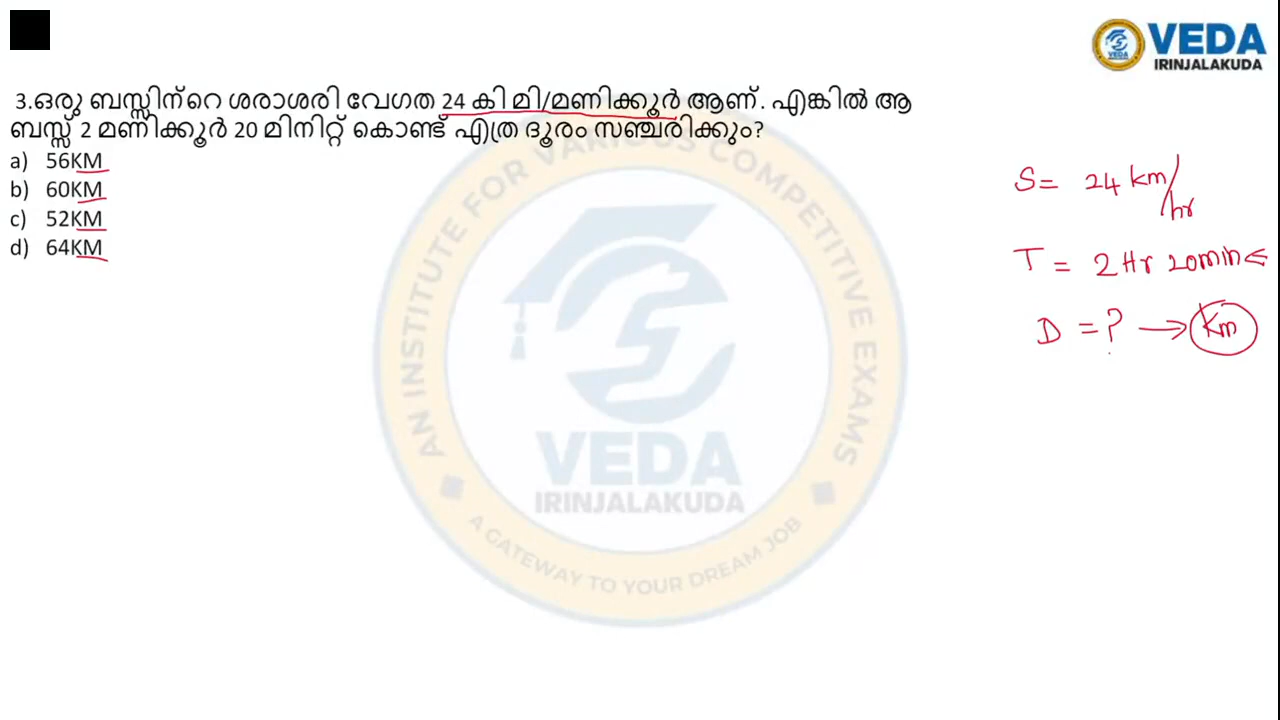 VEDA
IRINJALAKUDA
3.ഒരു ബസ്സിന്റെ ശരാശരി വേഗത 24 കി മി/മണിക്കൂർ ആണ്. എങ്കിൽ ആ
ബസ്സ് 2 മണിക്കൂർ 20 മിനിറ്റ് കൊണ്ട് എത്ര ദൂരം സഞ്ചരിക്കും?
a) 56KM
b) 60KM
c) 52KM
d) 64KM
S= 24 km/hr
T = 2 Hr 20min
D =? → Km
AN INSTITUTE FOR VARIOUS COMPETITIVE EXAMS
VEDA
IRINJALAKUDA
A GATEWAY TO YOUR DREAM JOB